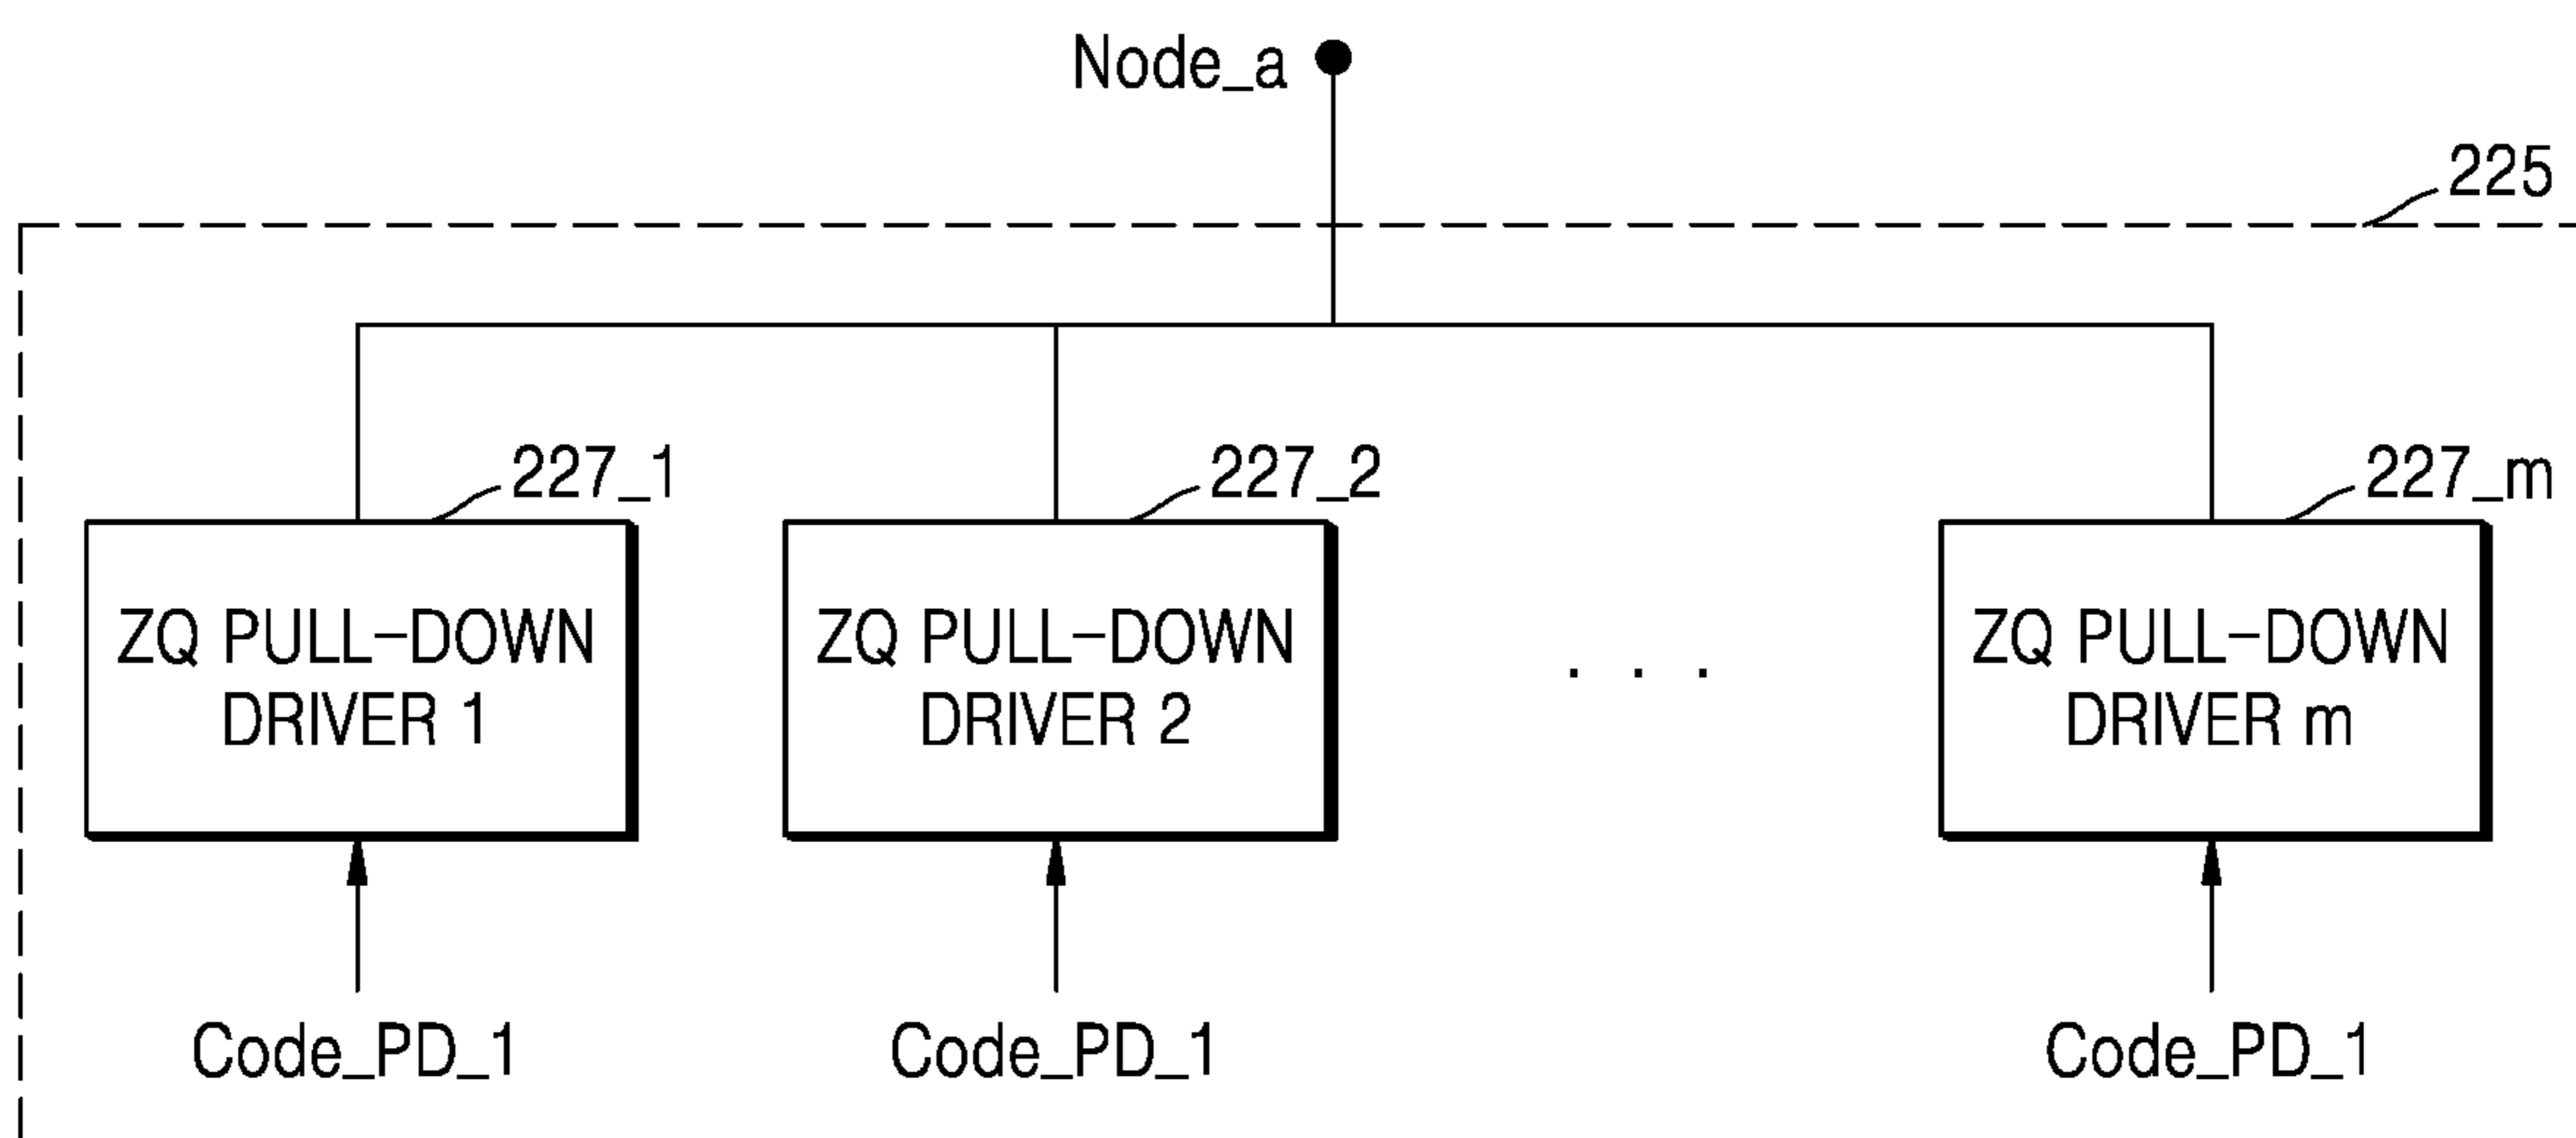 Node_a
225
227_1
227_2
227_m
ZQ PULL-DOWN
DRIVER 1
ZQ PULL-DOWN
DRIVER 2
. . .
ZQ PULL-DOWN
DRIVER m
Code_PD_1
Code_PD_1
Code_PD_1